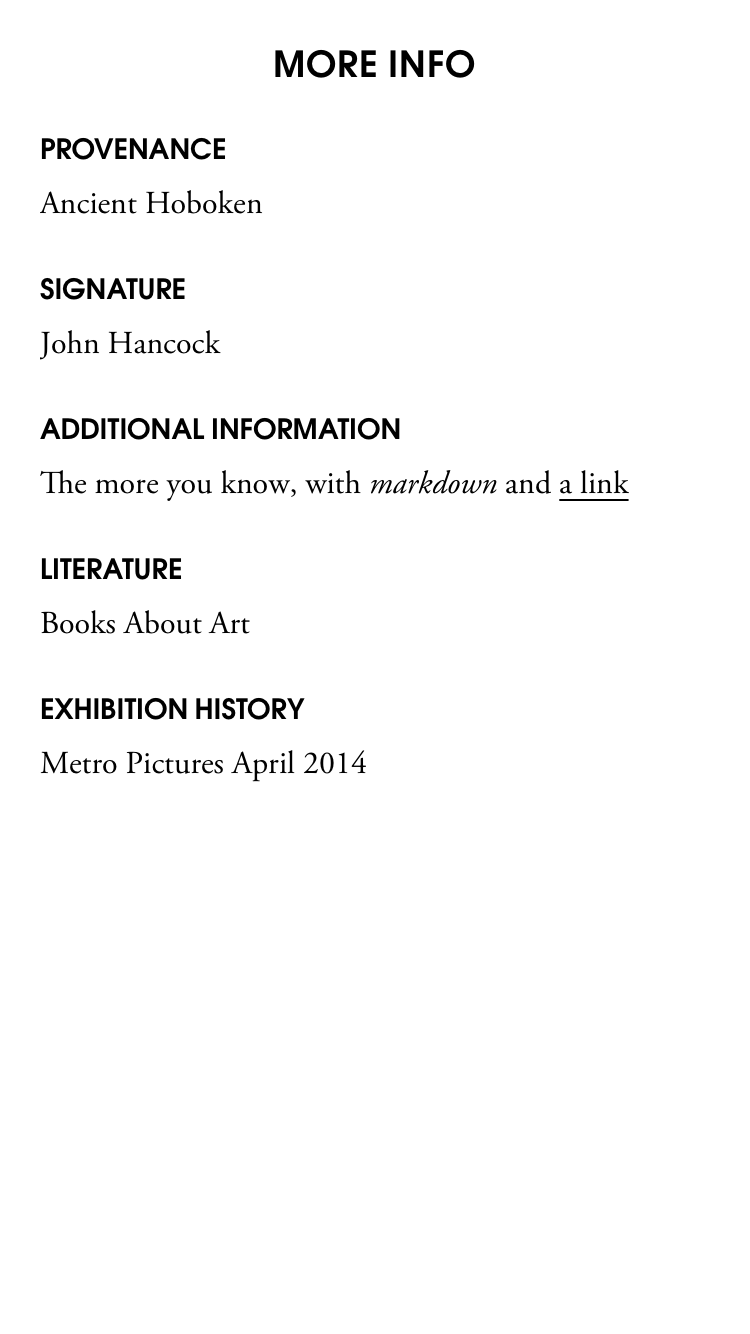 MORE INFO
PROVENANCE
Ancient Hoboken
SIGNATURE
John Hancock
ADDITIONAL INFORMATION
The more you know, with markdown and a link
LITERATURE
Books About Art
EXHIBITION HISTORY
Metro Pictures April 2014